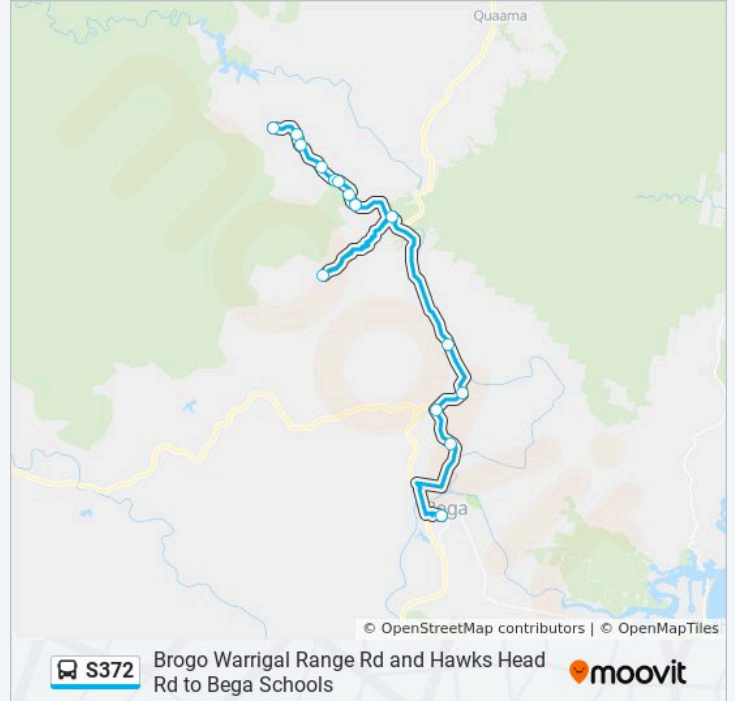 Quaama
Bega
© OpenStreetMap contributors | © OpenMapTiles
S372
Brogo Warrigal Range Rd and Hawks Head
Rd to Bega Schools
moovit